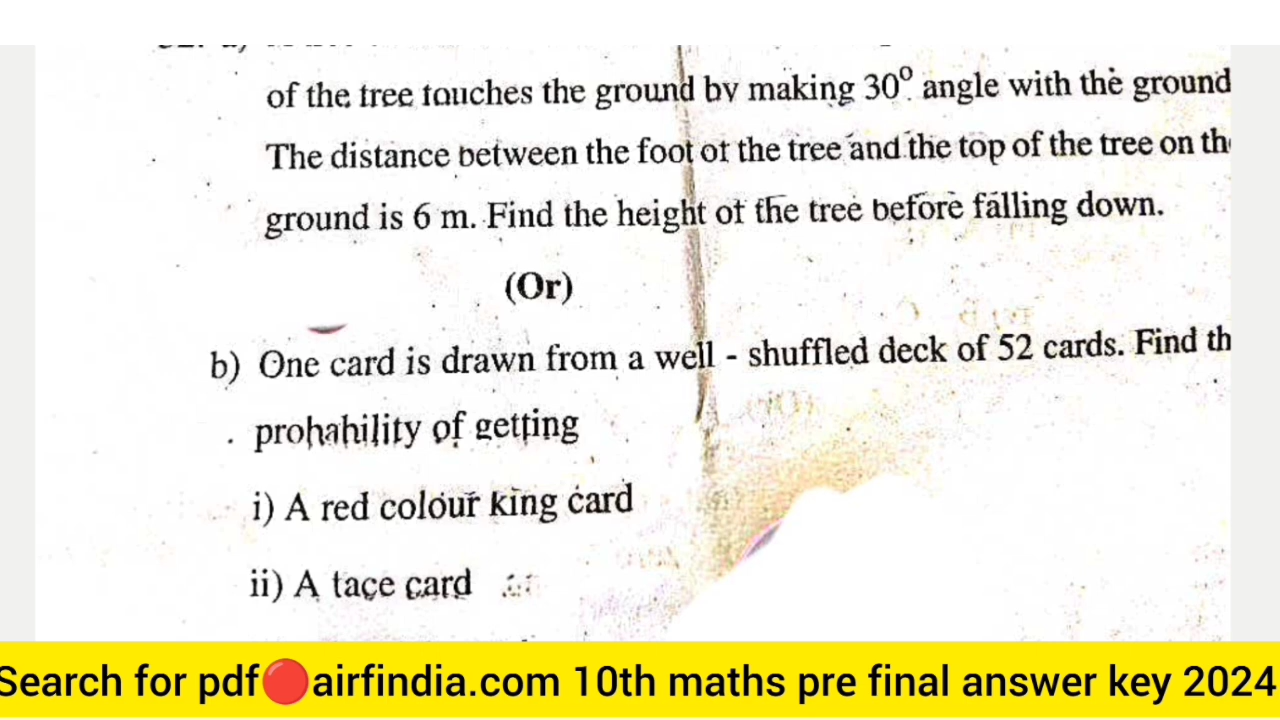 of the tree touches the ground by making 30⁰ angle with the ground
The distance between the foot of the tree and the top of the tree on th
ground is 6 m. Find the height of the tree before falling down.
(Or)
b) One card is drawn from a well - shuffled deck of 52 cards. Find th
probability of getting
i) A red colour king card
ii) A face card
Search for pdf🔴airfindia.com 10th maths pre final answer key 2024